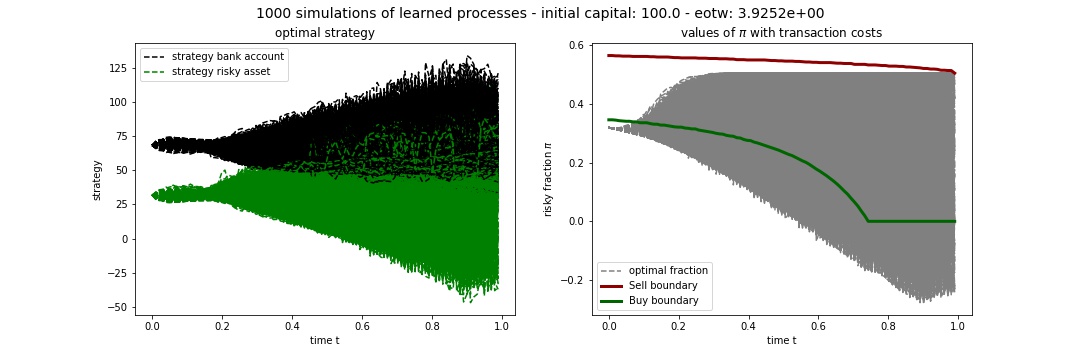 1000 simulations of learned processes - initial capital: 100.0 - eotw: 3.9252e+00
optimal strategy
strategy bank account
strategy risky asset
125
100
75
50
25
0
−25
−50
strategy
0.0 0.2 0.4 0.6 0.8 1.0
time t
values of π with transaction costs
0.6
0.4
0.2
0.0
−0.2
risky fraction π
optimal fraction
Sell boundary
Buy boundary
0.0 0.2 0.4 0.6 0.8 1.0
time t